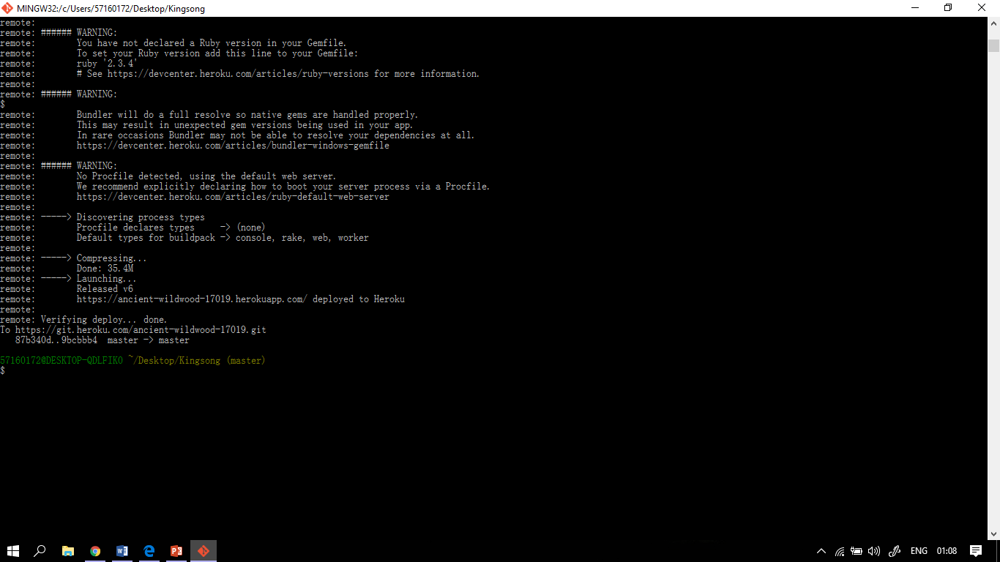 MINGW32:/c/Users/57160172/Desktop/Kingsong
remote:
remote: ###### WARNING:
remote:        You have not declared a Ruby version in your Gemfile.
remote:        To set your Ruby version add this line to your Gemfile:
remote:        ruby '2.3.4'
remote:        # See https://devcenter.heroku.com/articles/ruby-versions for more information.
remote:
remote: ###### WARNING:
$
remote:        Bundler will do a full resolve so native gems are handled properly.
remote:        This may result in unexpected gem versions being used in your app.
remote:        In rare occasions Bundler may not be able to resolve your dependencies at all.
remote:        https://devcenter.heroku.com/articles/bundler-windows-gemfile
remote:
remote: ###### WARNING:
remote:        No Procfile detected, using the default web server.
remote:        We recommend explicitly declaring how to boot your server process via a Procfile.
remote:        https://devcenter.heroku.com/articles/ruby-default-web-server
remote:
remote: -----> Discovering process types
remote:        Procfile declares types     -> (none)
remote:        Default types for buildpack -> console, rake, web, worker
remote:
remote: -----> Compressing...
remote:        Done: 35.4M
remote: -----> Launching...
remote:        Released v6
remote:        https://ancient-wildwood-17019.herokuapp.com/ deployed to Heroku
remote:
remote: Verifying deploy... done.
To https://git.heroku.com/ancient-wildwood-17019.git
   87b340d..9bcbbb4  master -> master
57160172@DESKTOP-QDLFIKO ~/Desktop/Kingsong (master)
$
ENG 01:08